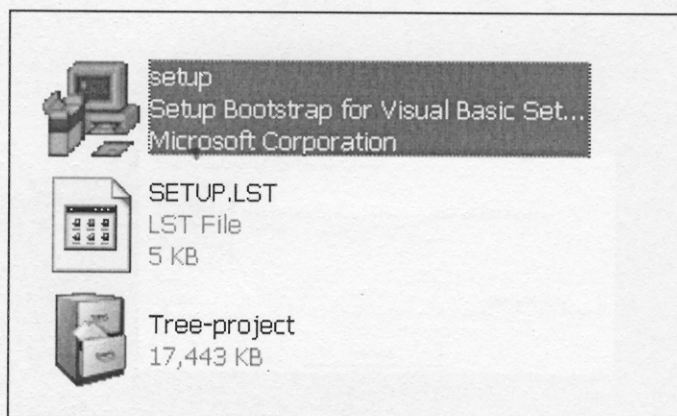 setup
Setup Bootstrap for Visual Basic Set...
Microsoft Corporation
SETUP.LST
LST File
5 KB
Tree-project
17,443 KB